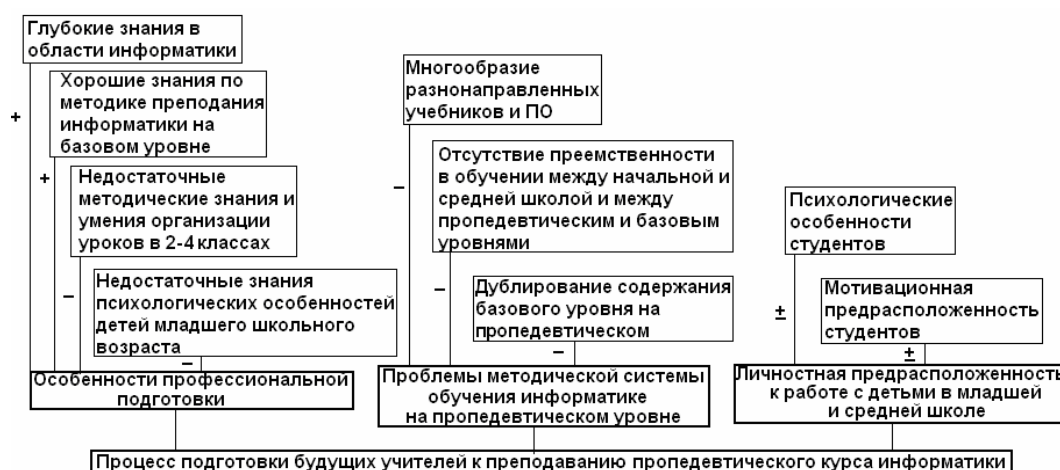 Глубокие знания в
области информатики
+
Хорошие знания по
методике преподания
информатики на
базовом уровне
+
Недостаточные
методические знания и
умения организации
уроков в 2-4 классах
–
Недостаточные знания
психологических особенностей
детей младшего школьного
возраста
–
Особенности профессиональной
подготовки
Многообразие
разнонаправленных
учебников и ПО
–
Отсутствие преемственности
в обучении между начальной и
средней школой и между
пропедевтическим и базовым
уровнями
–
Дублирование содержания
базового уровня на
пропедевтическом
–
Проблемы методической системы
обучения информатике
на пропедевтическом уровне
Психологические
особенности
студентов
±
Мотивационная
предрасположенность
студентов
±
Личностная предрасположенность
к работе с детьми в младшей
и средней школе
Процесс подготовки будущих учителей к преподаванию пропедевтического курса информатики